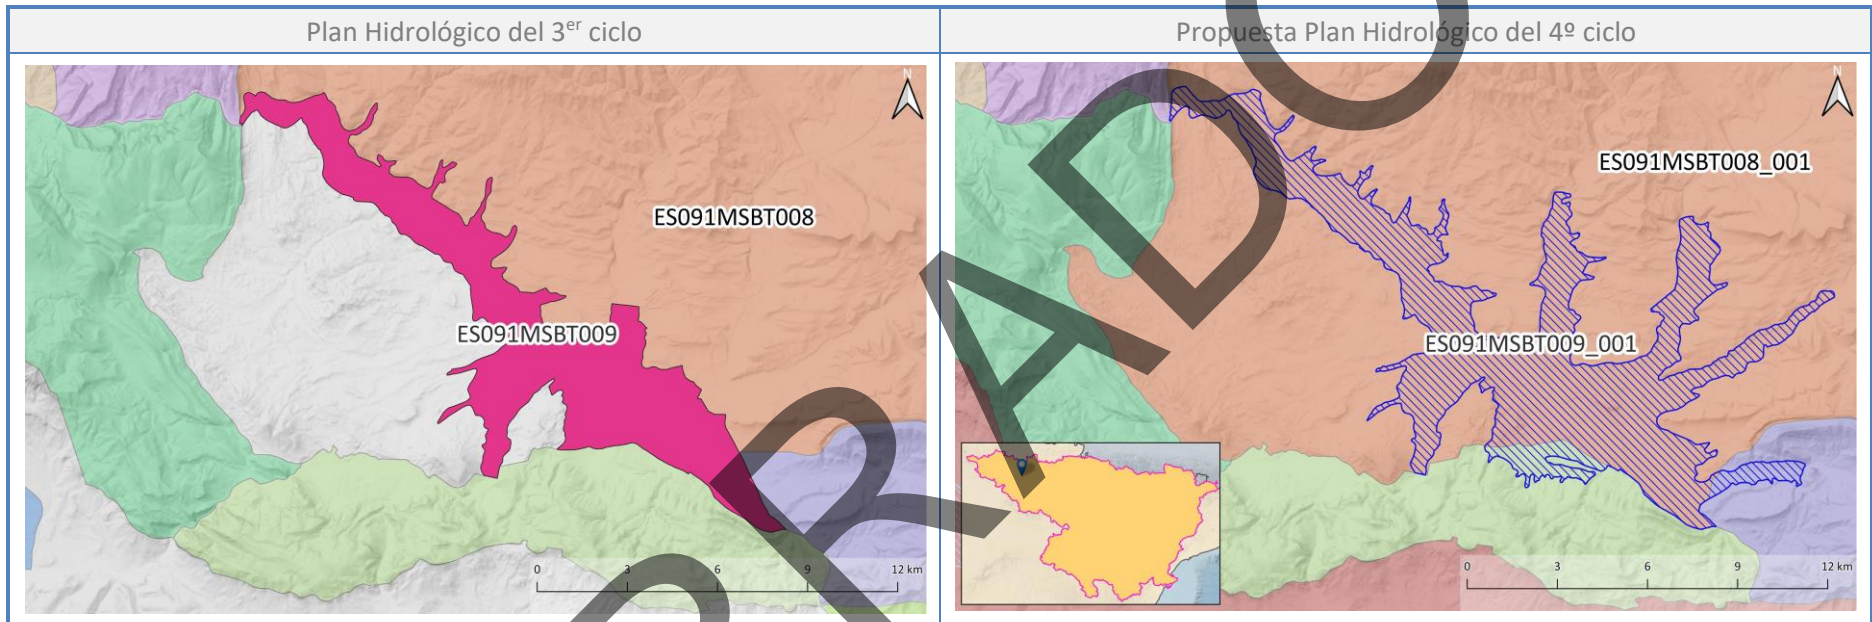 Plan Hidrológico del 3er ciclo
Propuesta Plan Hidrológico del 4º ciclo
N
ES091MSBT008
ES091MSBT009
0 3 6 9 12 km
N
ES091MSBT008_001
ES091MSBT009_001
0 3 6 9 12 km
RADO